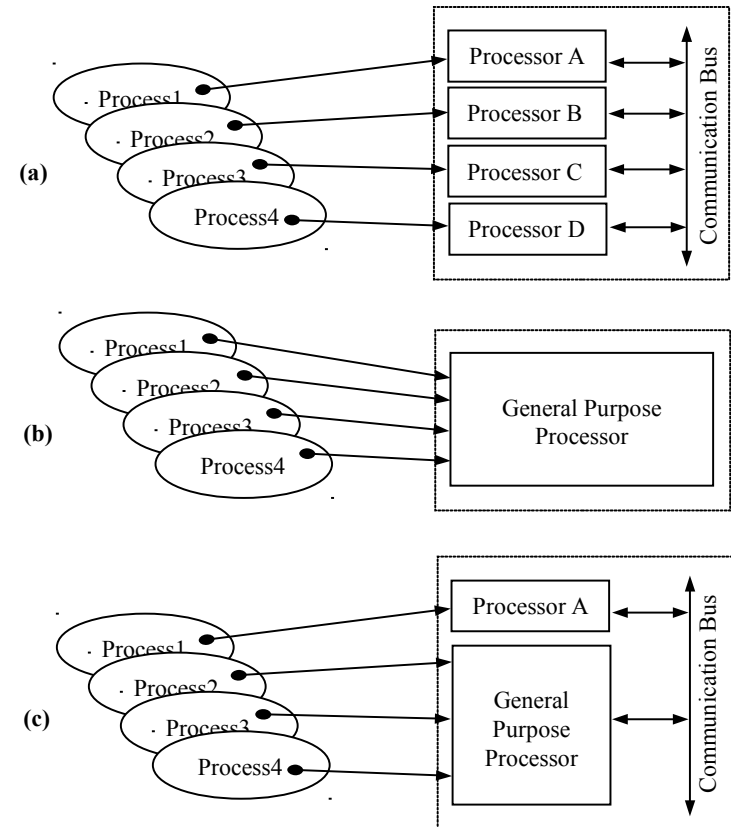 (a)
Process1
Process2
Process3
Process4
Processor A
Processor B
Processor C
Processor D
Communication Bus
(b)
Process1
Process2
Process3
Process4
General Purpose
Processor
(c)
Process1
Process2
Process3
Process4
Processor A
General
Purpose
Processor
Communication Bus